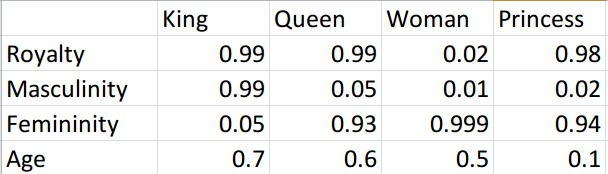 King Queen Woman Princess
Royalty 0.99 0.99 0.02 0.98
Masculinity 0.99 0.05 0.01 0.02
Femininity 0.05 0.93 0.999 0.94
Age 0.7 0.6 0.5 0.1